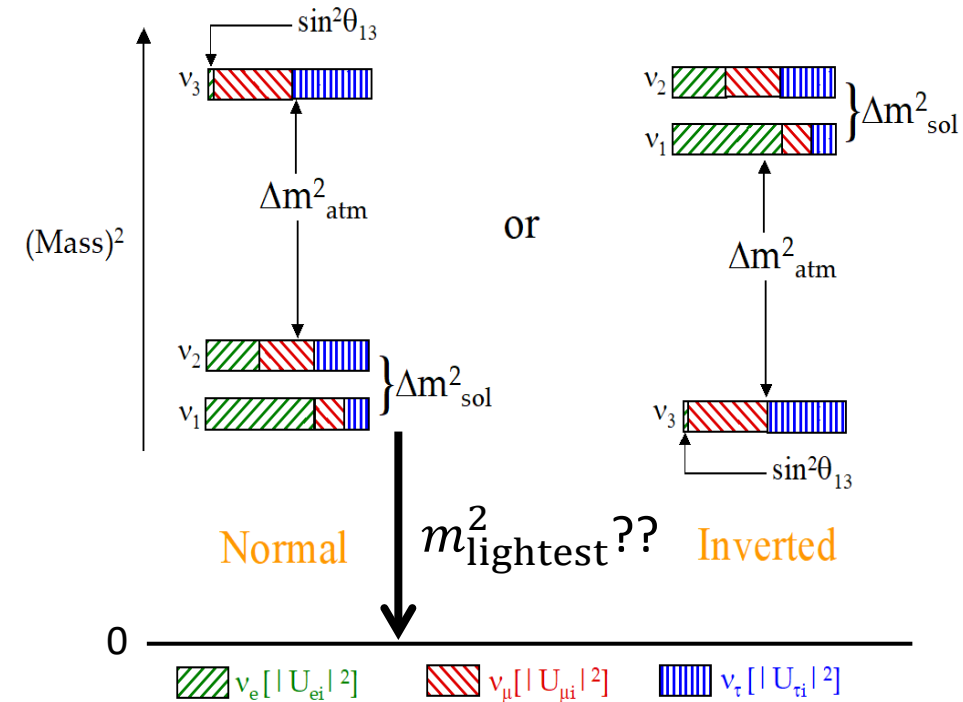 sin²θ₁₃
ν₃
Δm²atm
(Mass)²
ν₂
ν₁
Δm²sol
or
ν₂
ν₁
Δm²sol
Δm²atm
ν₃
sin²θ₁₃
Normal
m²lightest??
Inverted
0
νe [|Uei|²]
νμ [|Uμi|²]
ντ [|Uτi|²]